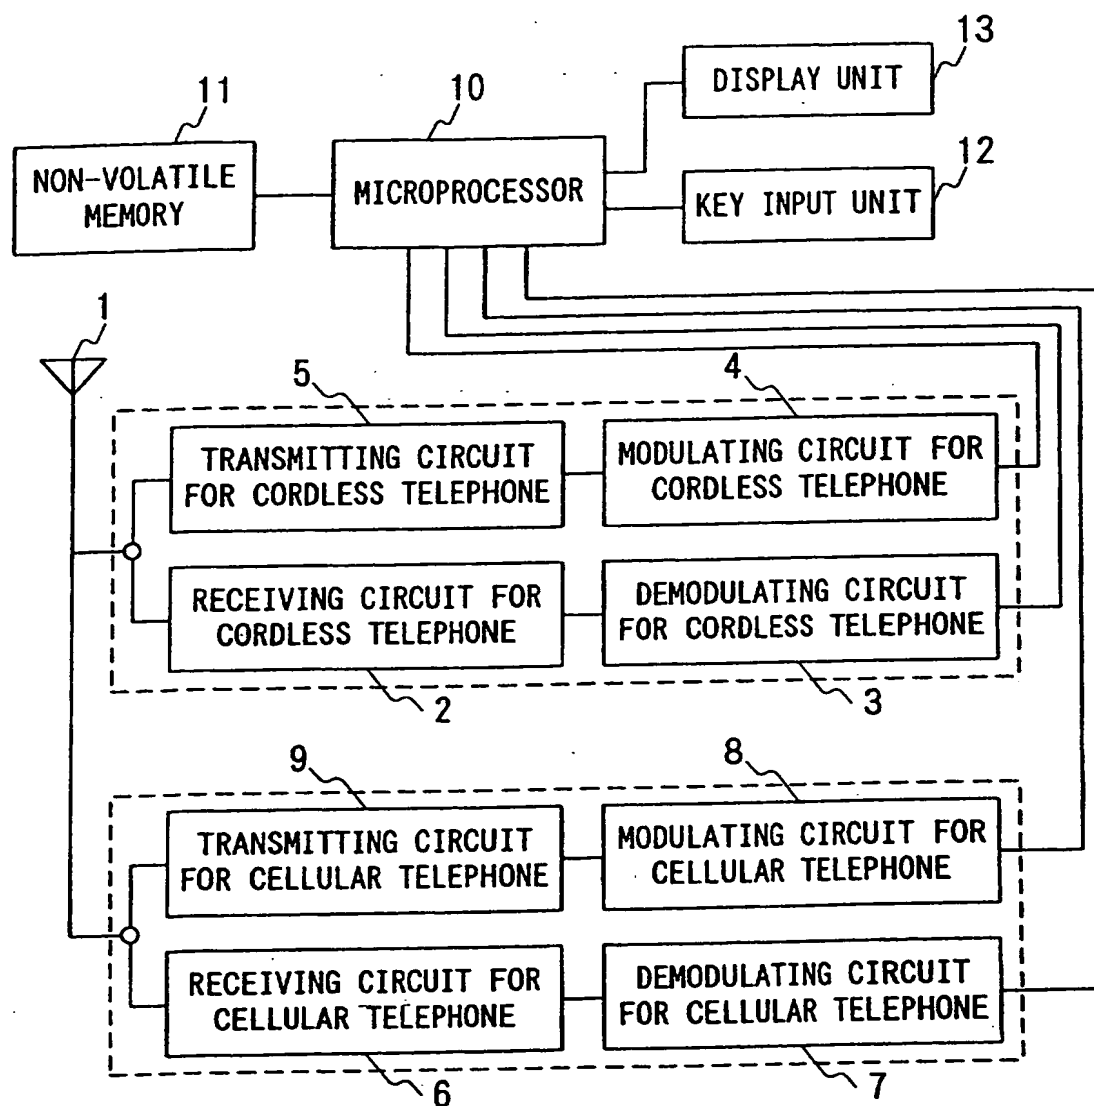 13
DISPLAY UNIT
11
10
NON-VOLATILE
MEMORY
MICROPROCESSOR
12
KEY INPUT UNIT
1
5
4
TRANSMITTING CIRCUIT
FOR CORDLESS TELEPHONE
MODULATING CIRCUIT FOR
CORDLESS TELEPHONE
RECEIVING CIRCUIT FOR
CORDLESS TELEPHONE
DEMODULATING CIRCUIT
FOR CORDLESS TELEPHONE
2
3
9
8
TRANSMITTING CIRCUIT
FOR CELLULAR TELEPHONE
MODULATING CIRCUIT FOR
CELLULAR TELEPHONE
RECEIVING CIRCUIT FOR
CELLULAR TELEPHONE
DEMODULATING CIRCUIT
FOR CELLULAR TELEPHONE
6
7